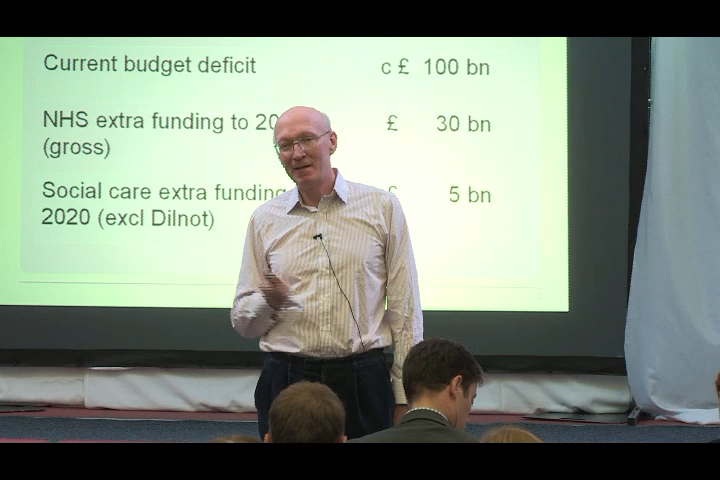 Current budget deficit c £ 100 bn
NHS extra funding to 20 £ 30 bn
(gross)
Social care extra funding £ 5 bn
2020 (excl Dilnot)